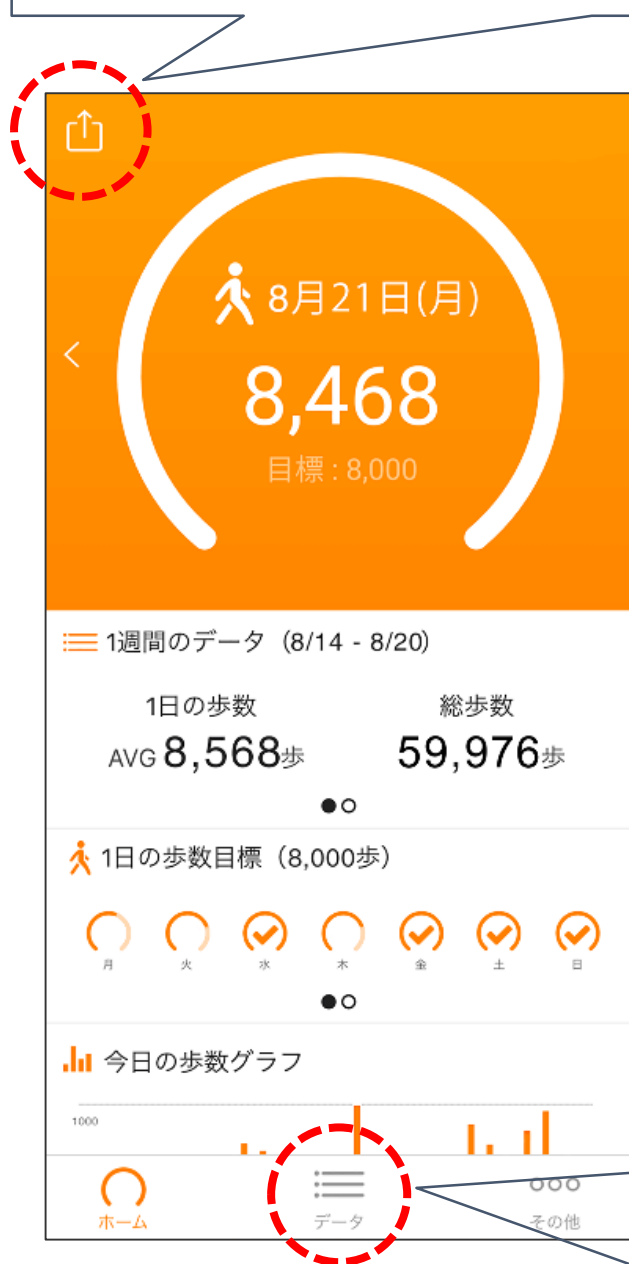 8月21日(月)
8,468
目標 : 8,000
1週間のデータ (8/14 - 8/20)
1日の歩数 総歩数
AVG 8,568歩 59,976歩
1日の歩数目標（8,000歩）
月 火 水 木 金 土 日
今日の歩数グラフ
1000
ホーム データ その他